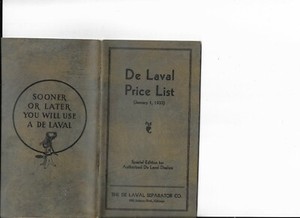 SOONER
OR LATER
YOU WILL USE
A DE LAVAL
De Laval
Price List
Special Edition for
Authorized De Laval Dealers
THE DE LAVAL SEPARATOR CO.